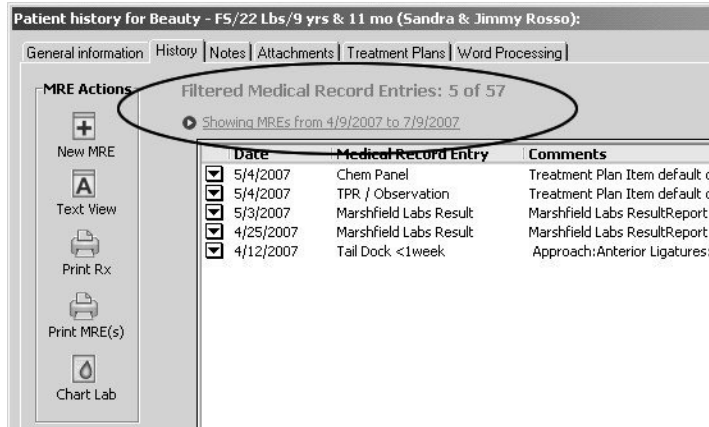 Patient history for Beauty - FS/22 Lbs/9 yrs & 11 mo (Sandra & Jimmy Rosso):
General information History Notes Attachments Treatment Plans Word Processing
MRE Actions
Filtered Medical Record Entries: 5 of 57
Showing MREs from 4/9/2007 to 7/9/2007
New MRE
A
Text View
Print Rx
Print MRE(s)
Chart Lab
Date Medical Record Entry Comments
5/4/2007 Chem Panel Treatment Plan Item default
5/4/2007 TPR / Observation Treatment Plan Item default
5/3/2007 Marshfield Labs Result Marshfield Labs ResultReport
4/25/2007 Marshfield Labs Result Marshfield Labs ResultReport
4/12/2007 Tail Dock <1week Approach:Anterior Ligatures: